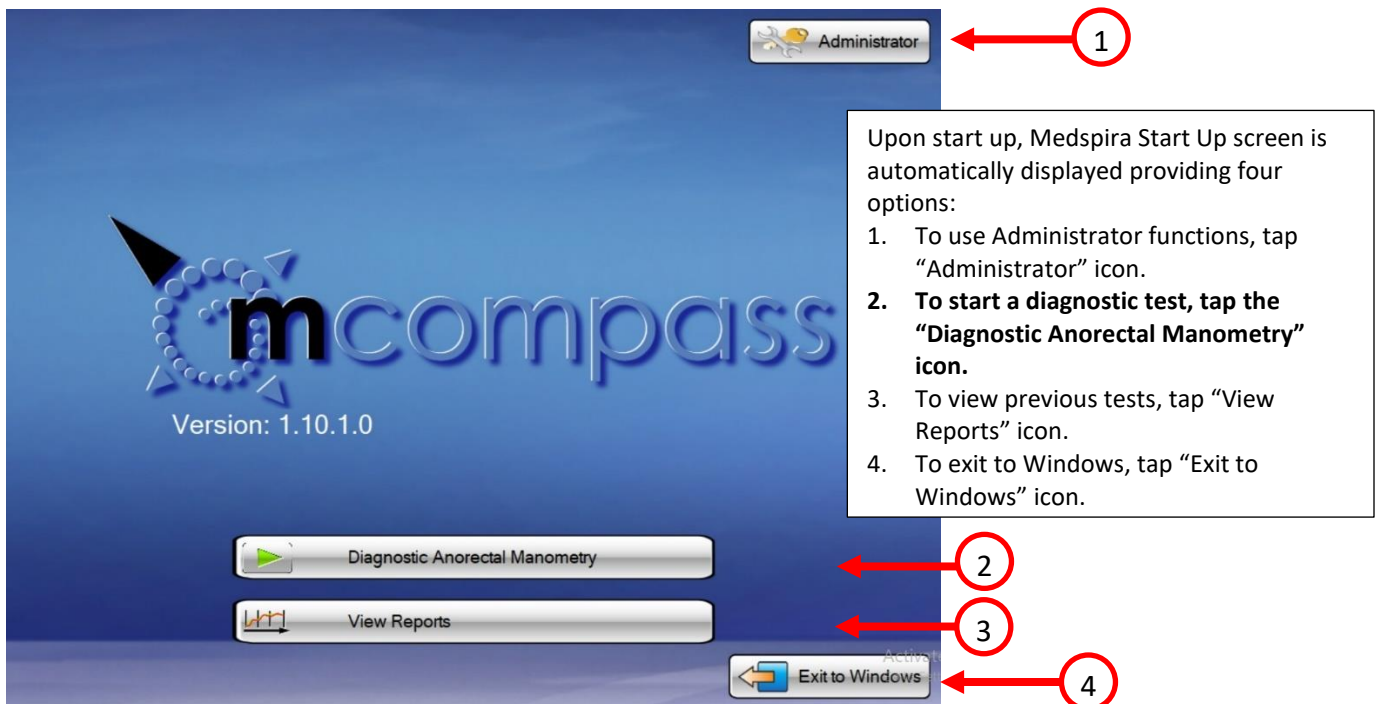 Administrator
1
Upon start up, Medspira Start Up screen is
automatically displayed providing four
options:
1. To use Administrator functions, tap
“Administrator” icon.
2. To start a diagnostic test, tap the
“Diagnostic Anorectal Manometry”
icon.
3. To view previous tests, tap “View
Reports” icon.
4. To exit to Windows, tap “Exit to
Windows” icon.
mcompass
Version: 1.10.1.0
Diagnostic Anorectal Manometry
2
View Reports
3
Exit to Windows
4